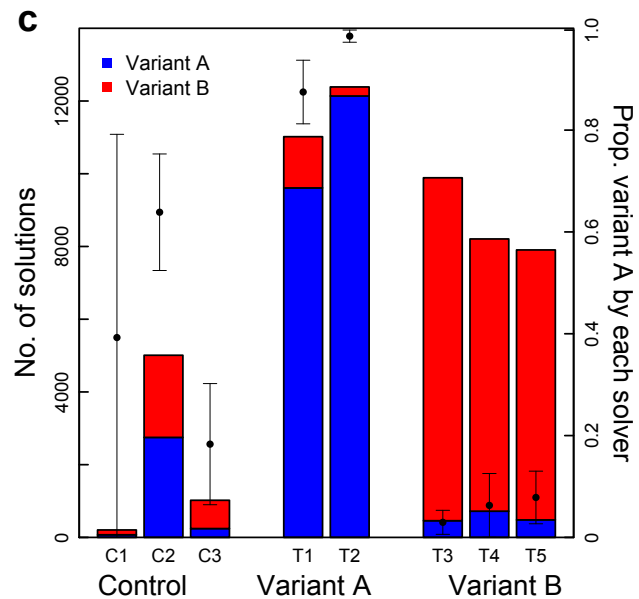 c
Variant A
Variant B
No. of solutions
0
4000
8000
12000
Prop. variant A by each solver
0
0.2
0.4
0.6
0.8
1.0
C1 C2 C3 T1 T2 T3 T4 T5
Control Variant A Variant B